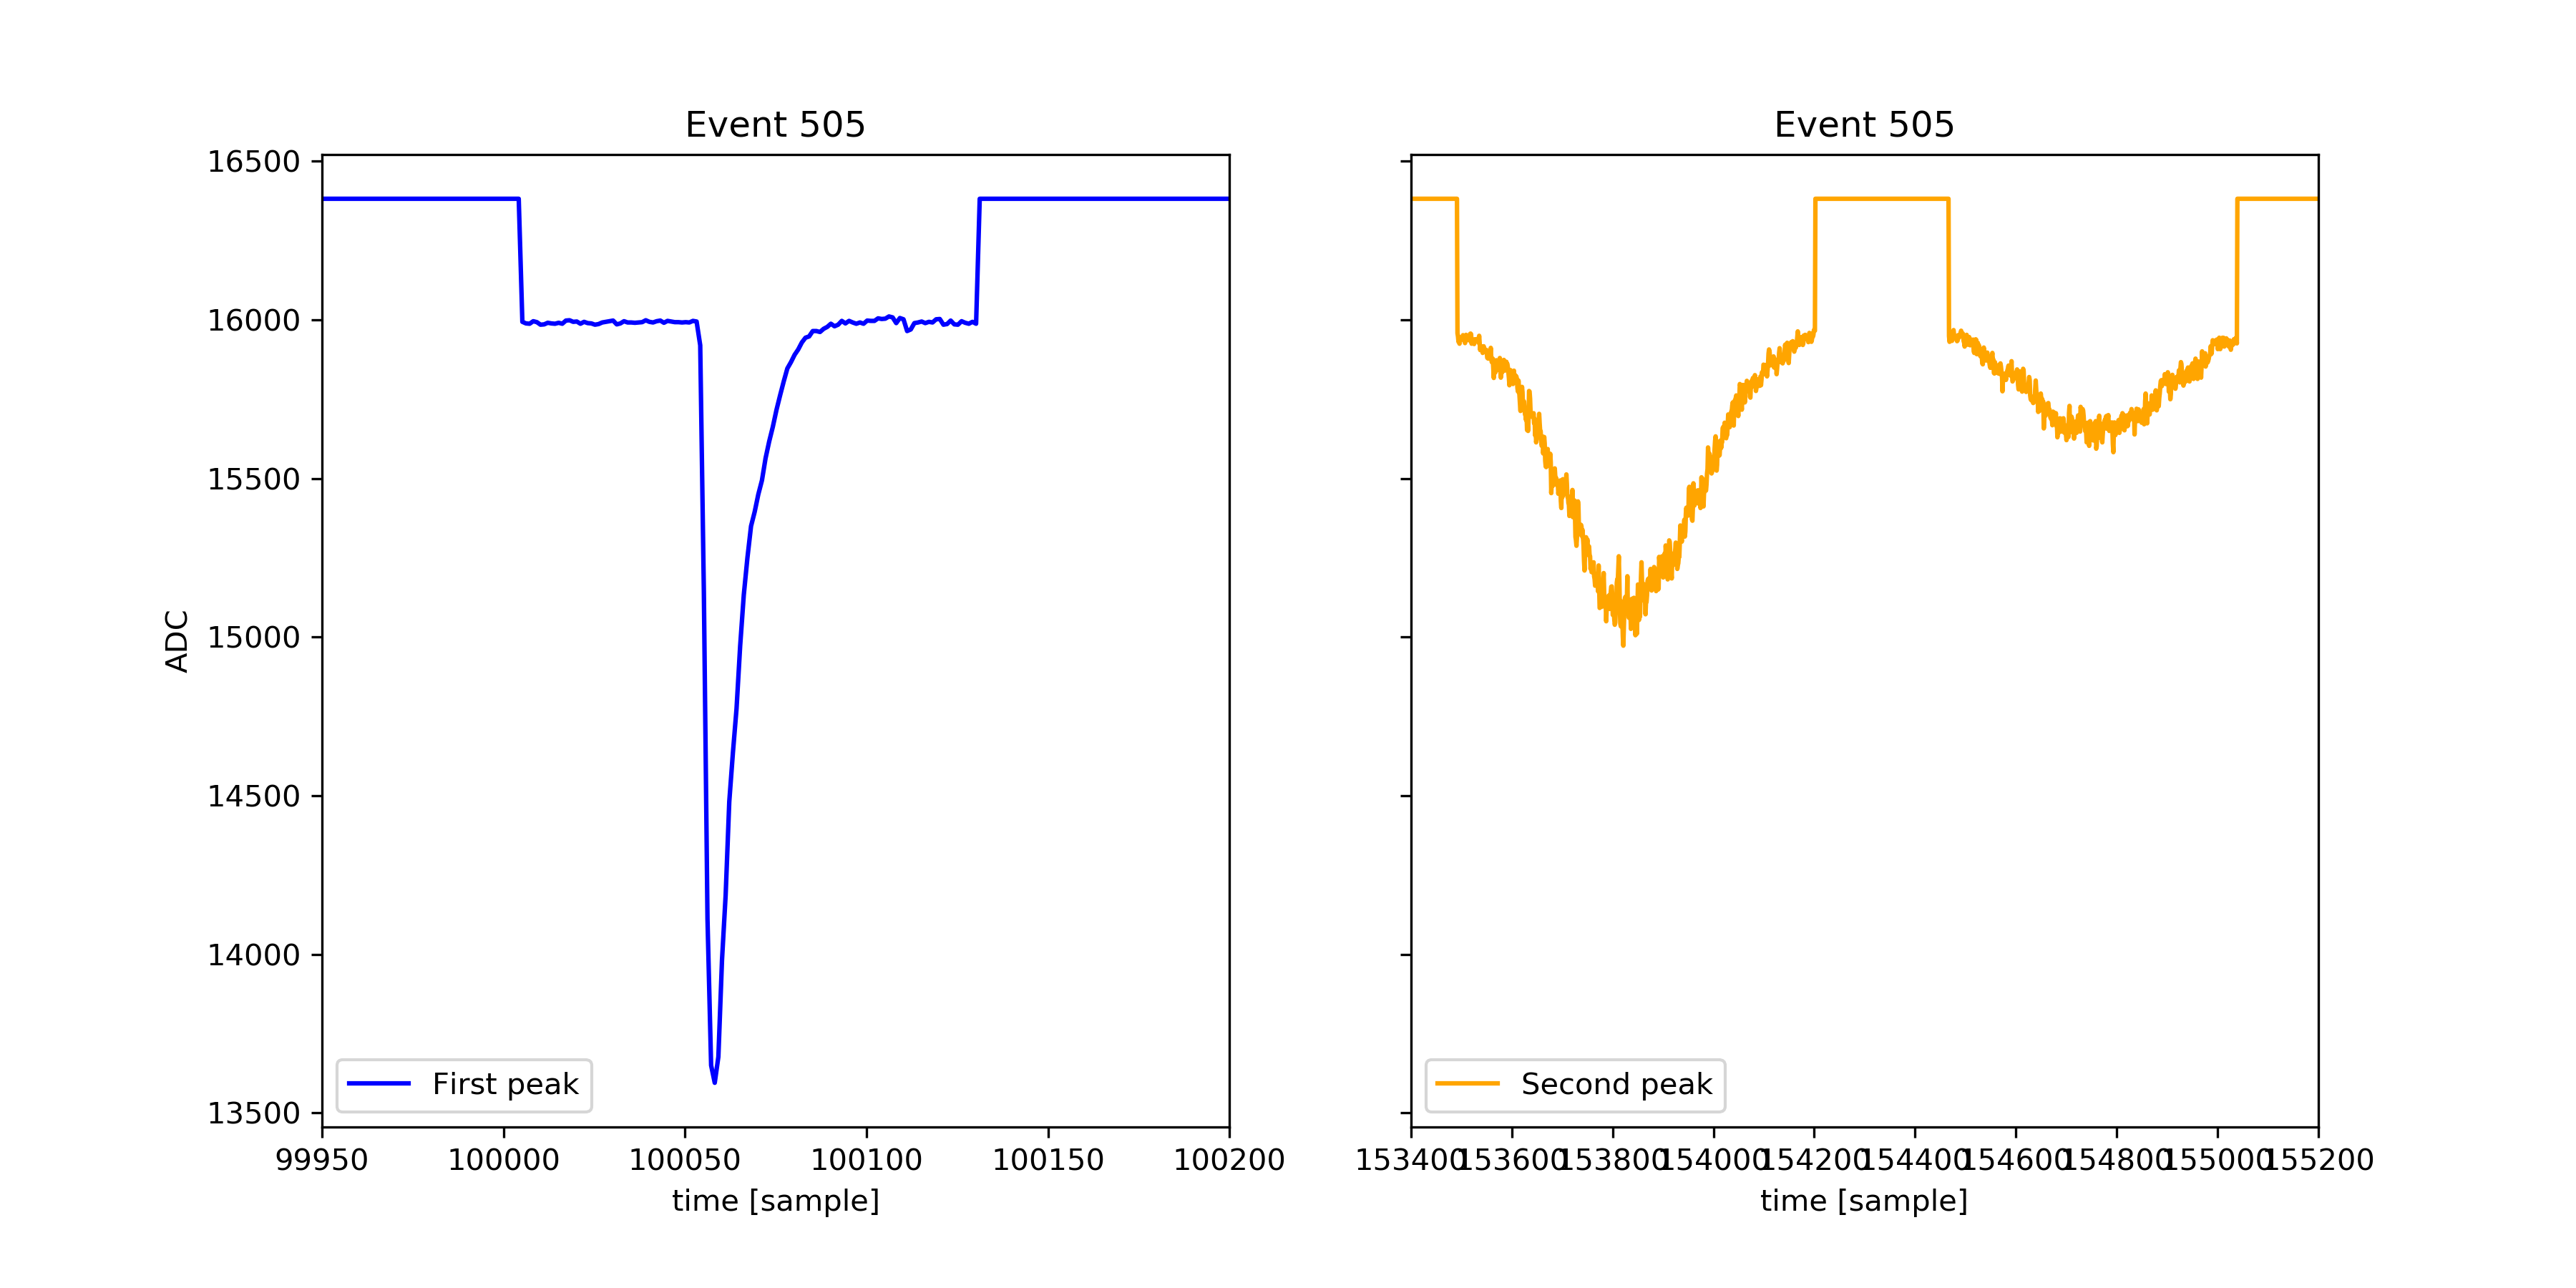 Event 505
16500
16000
15500
15000
14500
14000
13500
ADC
First peak
99950 100000 100050 100100 100150 100200
time [sample]
Event 505
Second peak
153400 153600 153800 154000 154200 154400 154600 154800 155000 155200
time [sample]